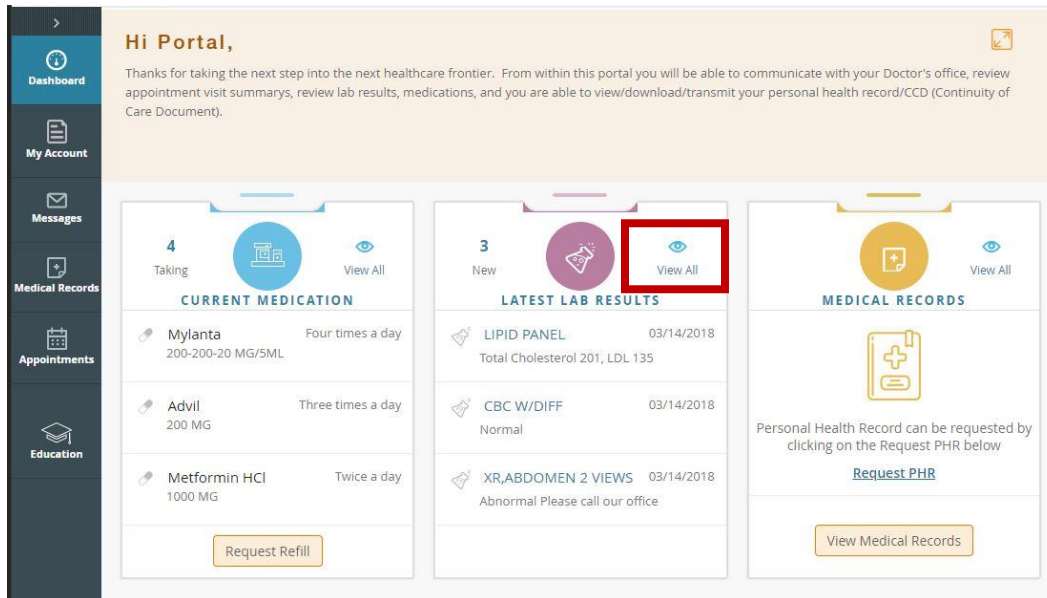 >
Dashboard
My Account
Messages
Medical Records
Appointments
Education
Hi Portal,
Thanks for taking the next step into the next healthcare frontier. From within this portal you will be able to communicate with your Doctor's office, review
appointment visit summarys, review lab results, medications, and you are able to view/download/transmit your personal health record/CCD (Continuity of
Care Document).
4
Taking
View All
CURRENT MEDICATION
Mylanta Four times a day
200-200-20 MG/5ML
Advil Three times a day
200 MG
Metformin HCl Twice a day
1000 MG
Request Refill
3
New
View All
LATEST LAB RESULTS
LIPID PANEL 03/14/2018
Total Cholesterol 201, LDL 135
CBC W/DIFF 03/14/2018
Normal
XR,ABDOMEN 2 VIEWS 03/14/2018
Abnormal Please call our office
View All
MEDICAL RECORDS
Personal Health Record can be requested by
clicking on the Request PHR below
Request PHR
View Medical Records